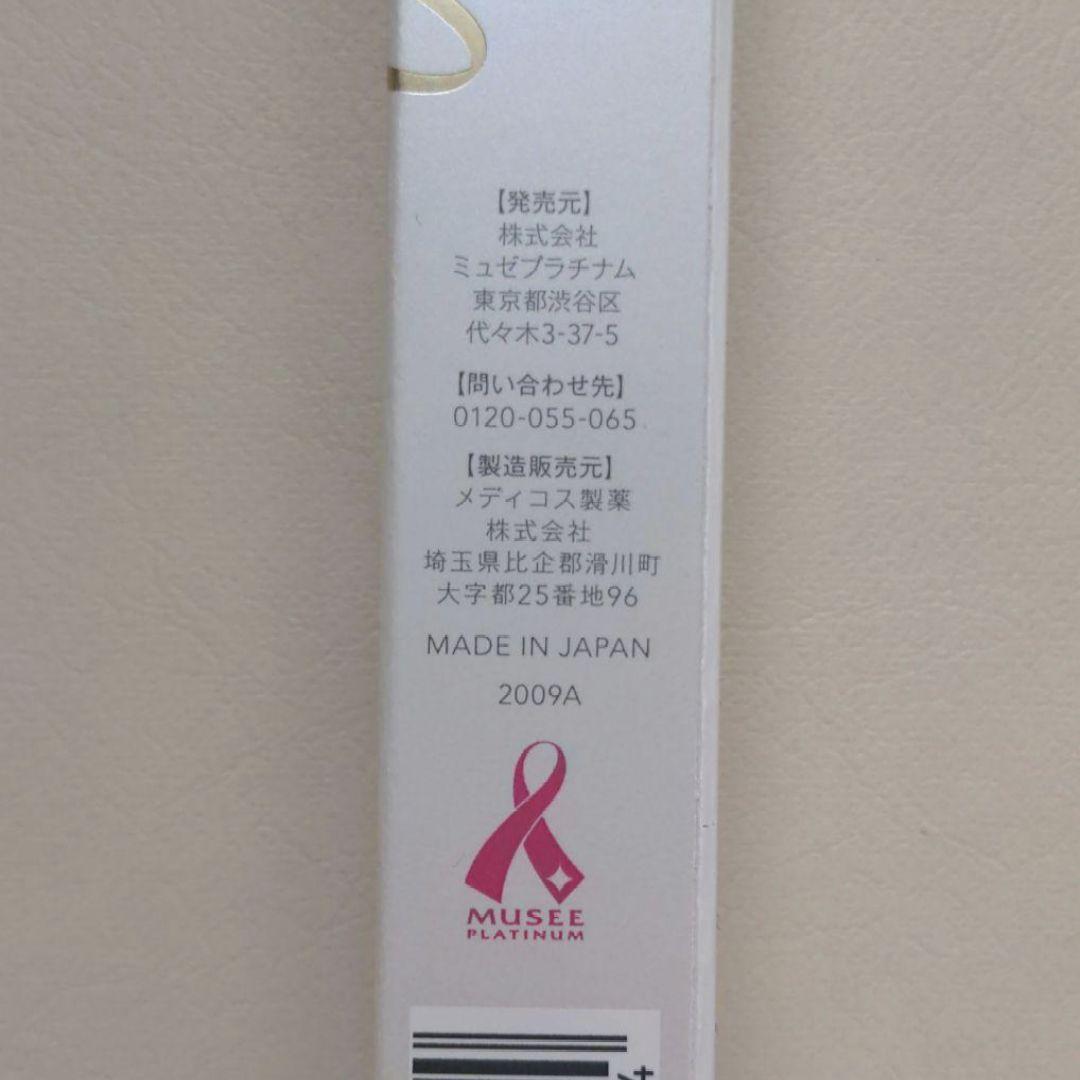 【発売元】
株式会社
ミュゼプラチナム
東京都渋谷区
代々木3-37-5
【問い合わせ先】
0120-055-065
【製造販売元】
メディコス製薬
株式会社
埼玉県比企郡滑川町
大字都25番地96
MADE IN JAPAN
2009A
MUSEE
PLATINUM